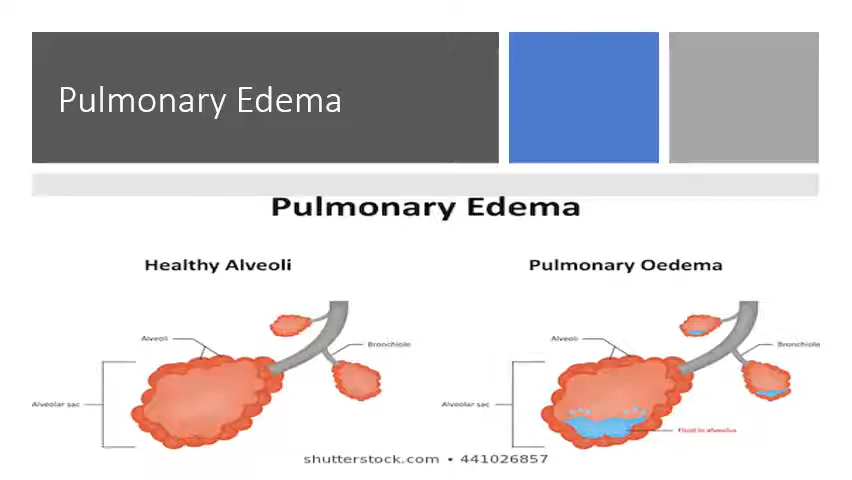 Pulmonary Edema
Pulmonary Edema
Healthy Alveoli
Alveoli
Bronchiole
Alveolar sac
Pulmonary Oedema
Alveoli
Bronchiole
Alveolar sac
Fluid in alveolus
shutterstock.com • 441026857